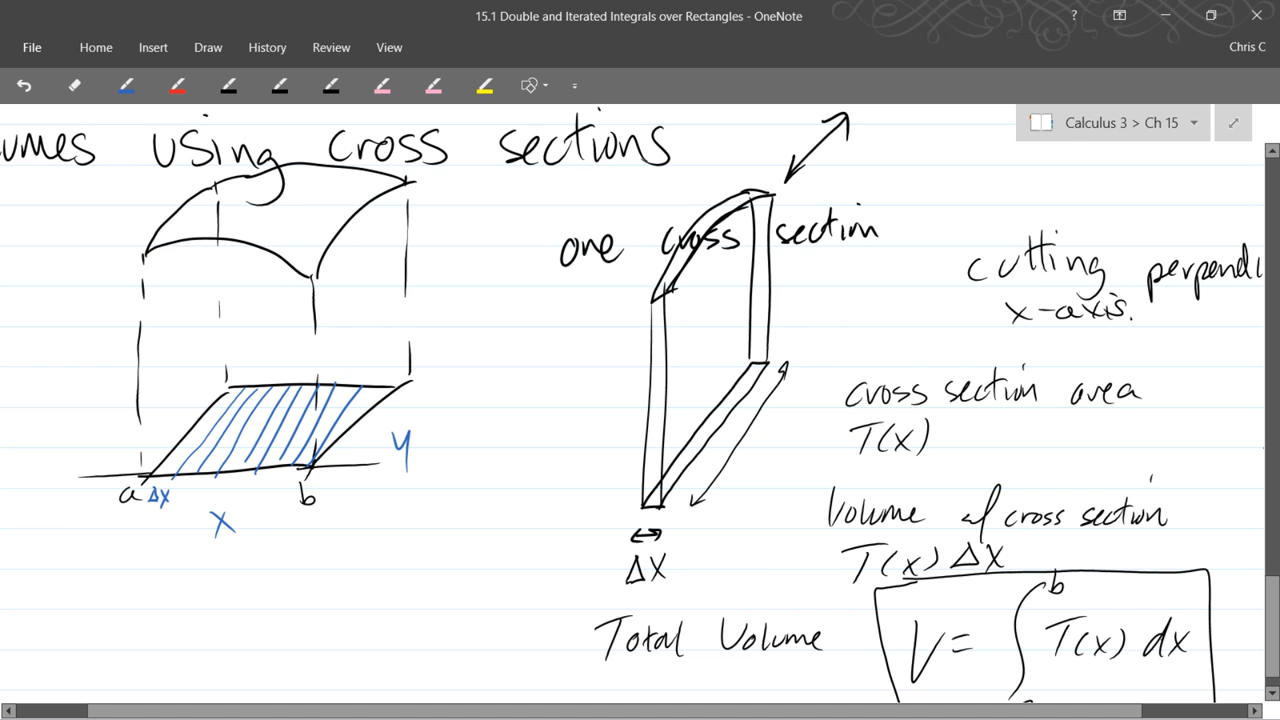 15.1 Double and Iterated Integrals over Rectangles - OneNote
?
File Home Insert Draw History Review View
Chris C
Calculus 3 > Ch 15
umes using cross sections
one cross section
cutting perpendi
x-axis.
cross section area
T(x)
y
a Δx b
x
Volume of cross section
T(x) Δx
Δx
Total Volume
V = ∫ b T(x) dx